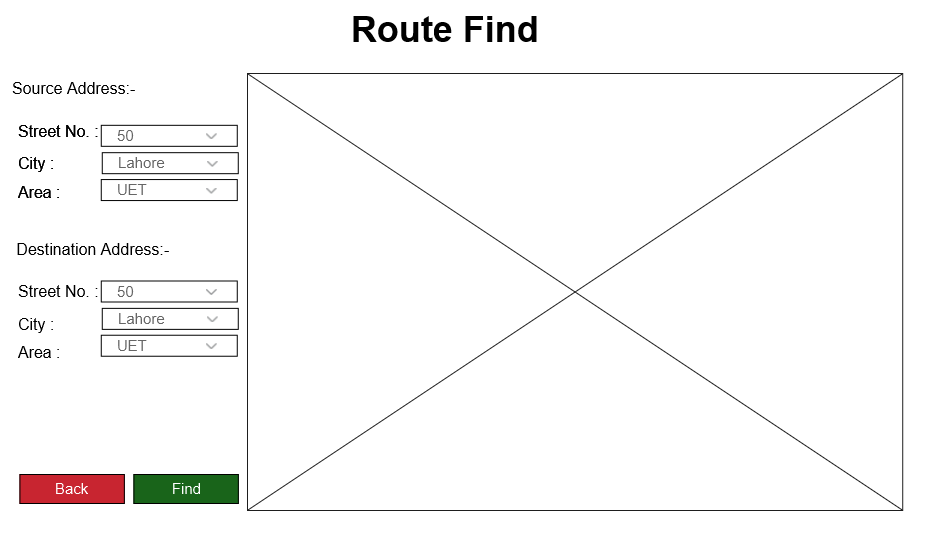 Route Find
Source Address:-
Street No. : 50
City : Lahore
Area : UET
Destination Address:-
Street No. : 50
City : Lahore
Area : UET
Back Find